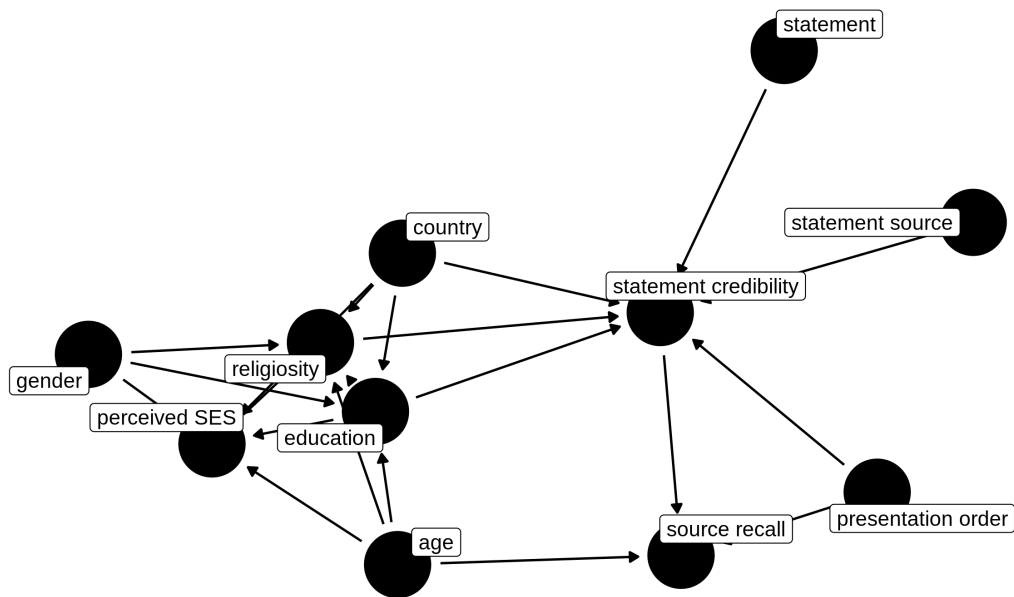 statement
statement source
country
statement credibility
religiosity
gender
perceived SES
education
presentation order
source recall
age